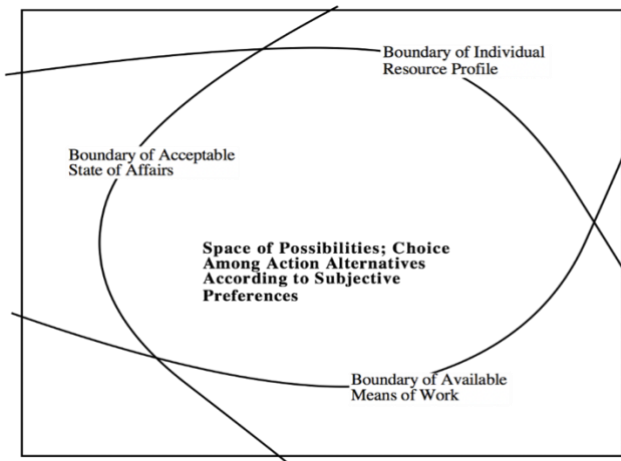 Boundary of Individual
Resource Profile
Boundary of Acceptable
State of Affairs
Space of Possibilities; Choice
Among Action Alternatives
According to Subjective
Preferences
Boundary of Available
Means of Work